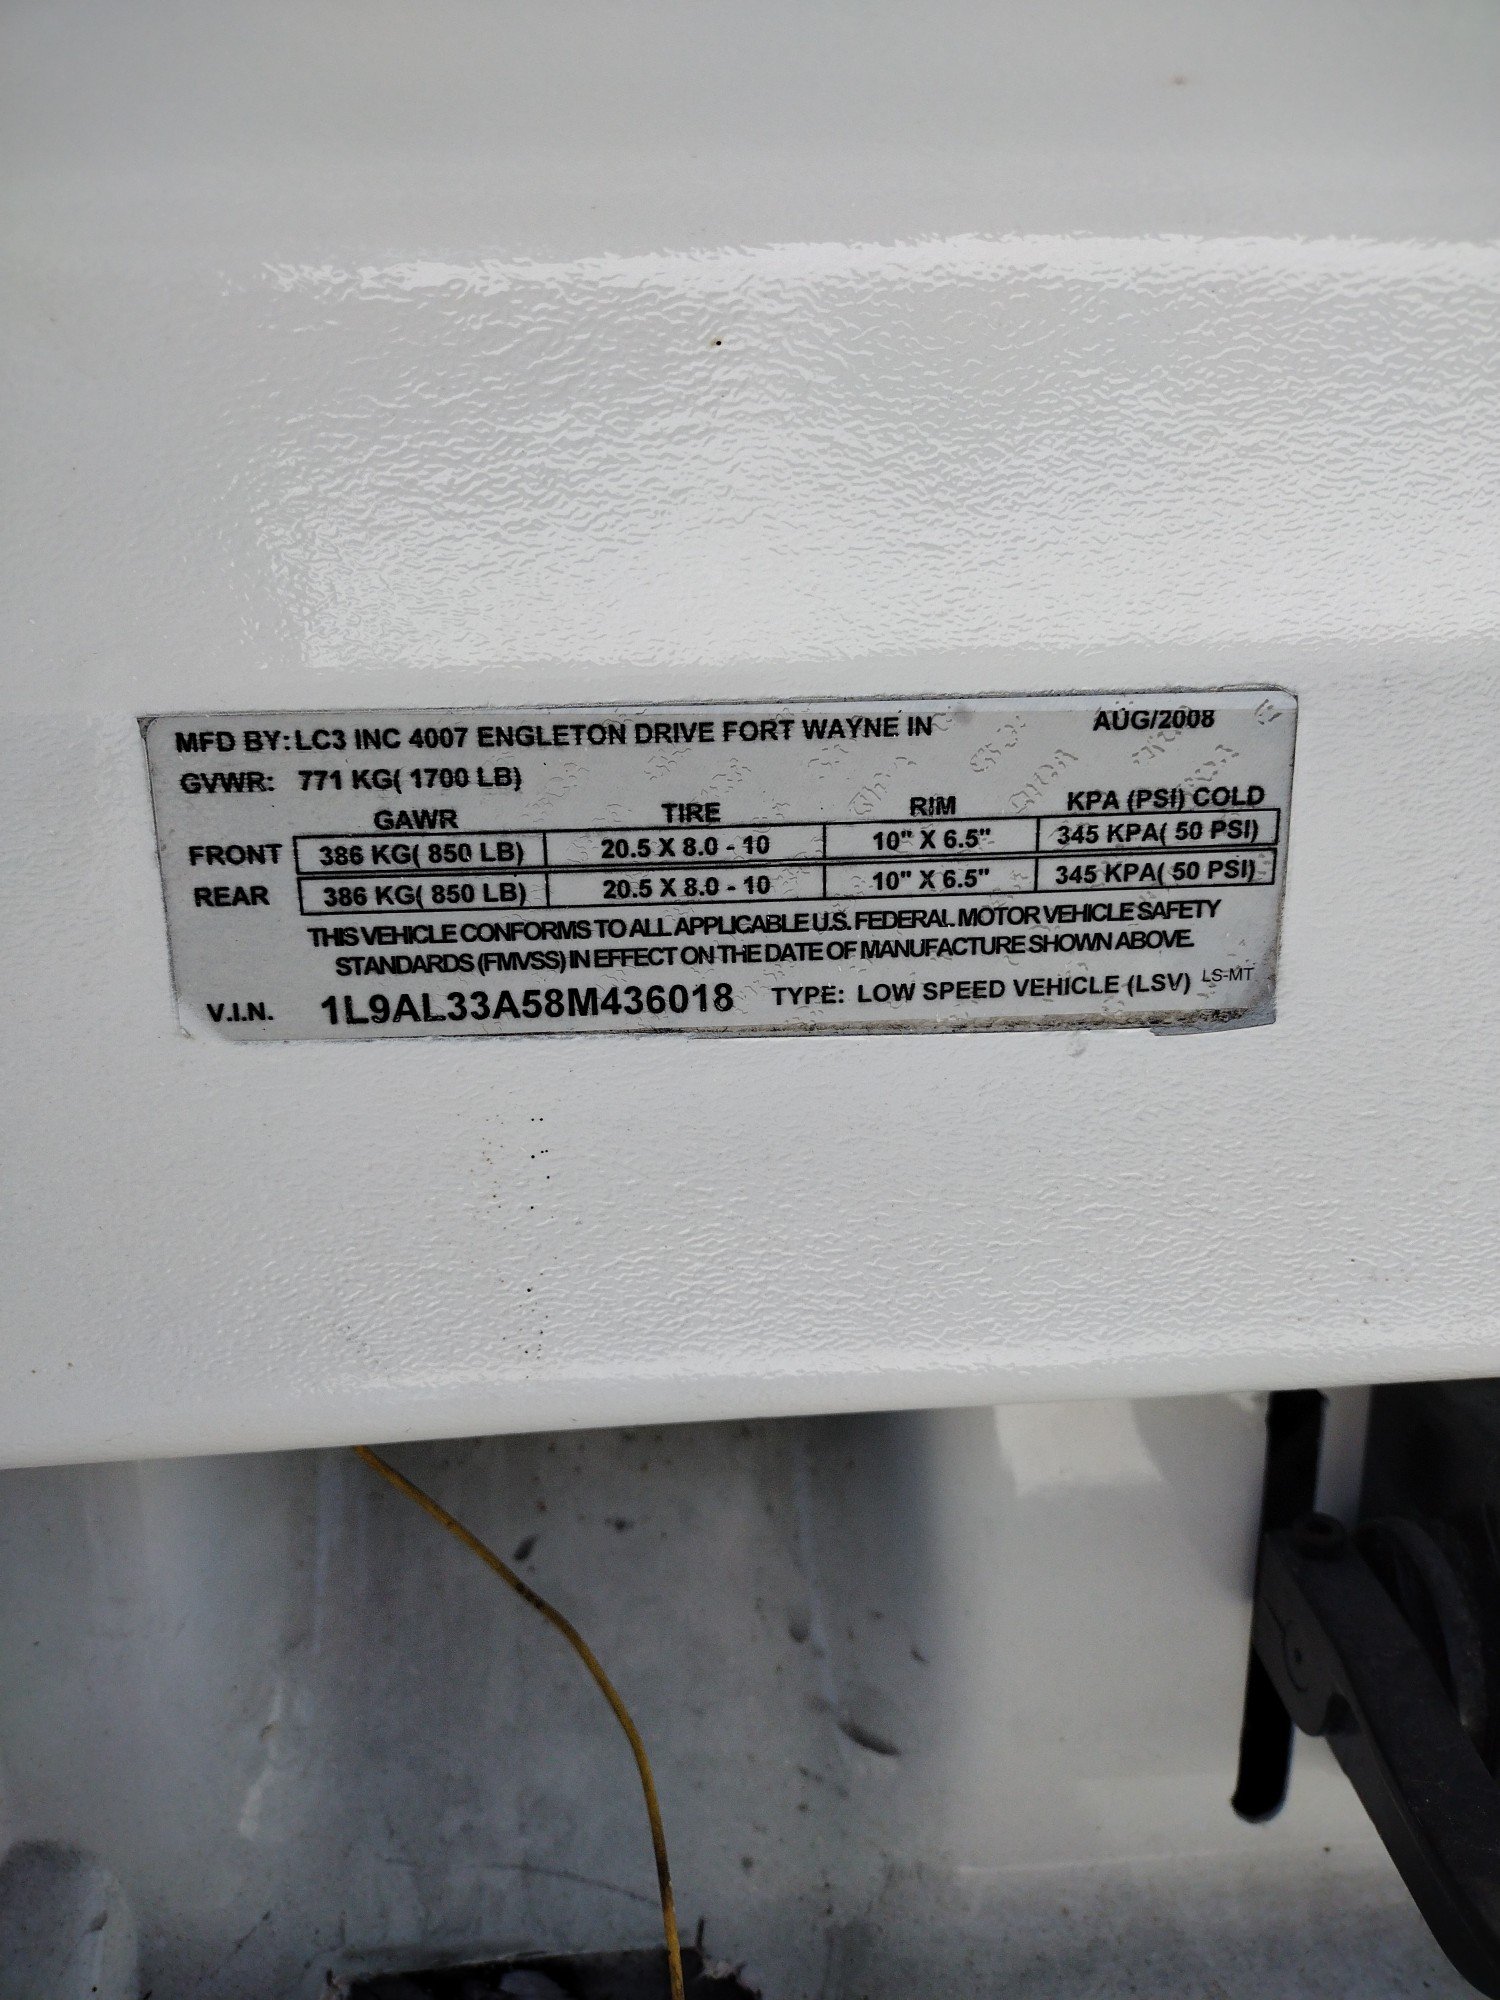 MFD BY: LC3 INC 4007 ENGLETON DRIVE FORT WAYNE IN AUG/2008
GVWR: 771 KG( 1700 LB)
GAWR TIRE RIM KPA (PSI) COLD
FRONT 386 KG( 850 LB) 20.5 X 8.0 - 10 10" X 6.5" 345 KPA( 50 PSI)
REAR 386 KG( 850 LB) 20.5 X 8.0 - 10 10" X 6.5" 345 KPA( 50 PSI)
THIS VEHICLE CONFORMS TO ALL APPLICABLE U.S. FEDERAL MOTOR VEHICLE SAFETY
STANDARDS (FMVSS) IN EFFECT ON THE DATE OF MANUFACTURE SHOWN ABOVE.
V.I.N. 1L9AL33A58M436018 TYPE: LOW SPEED VEHICLE (LSV) LS-MT